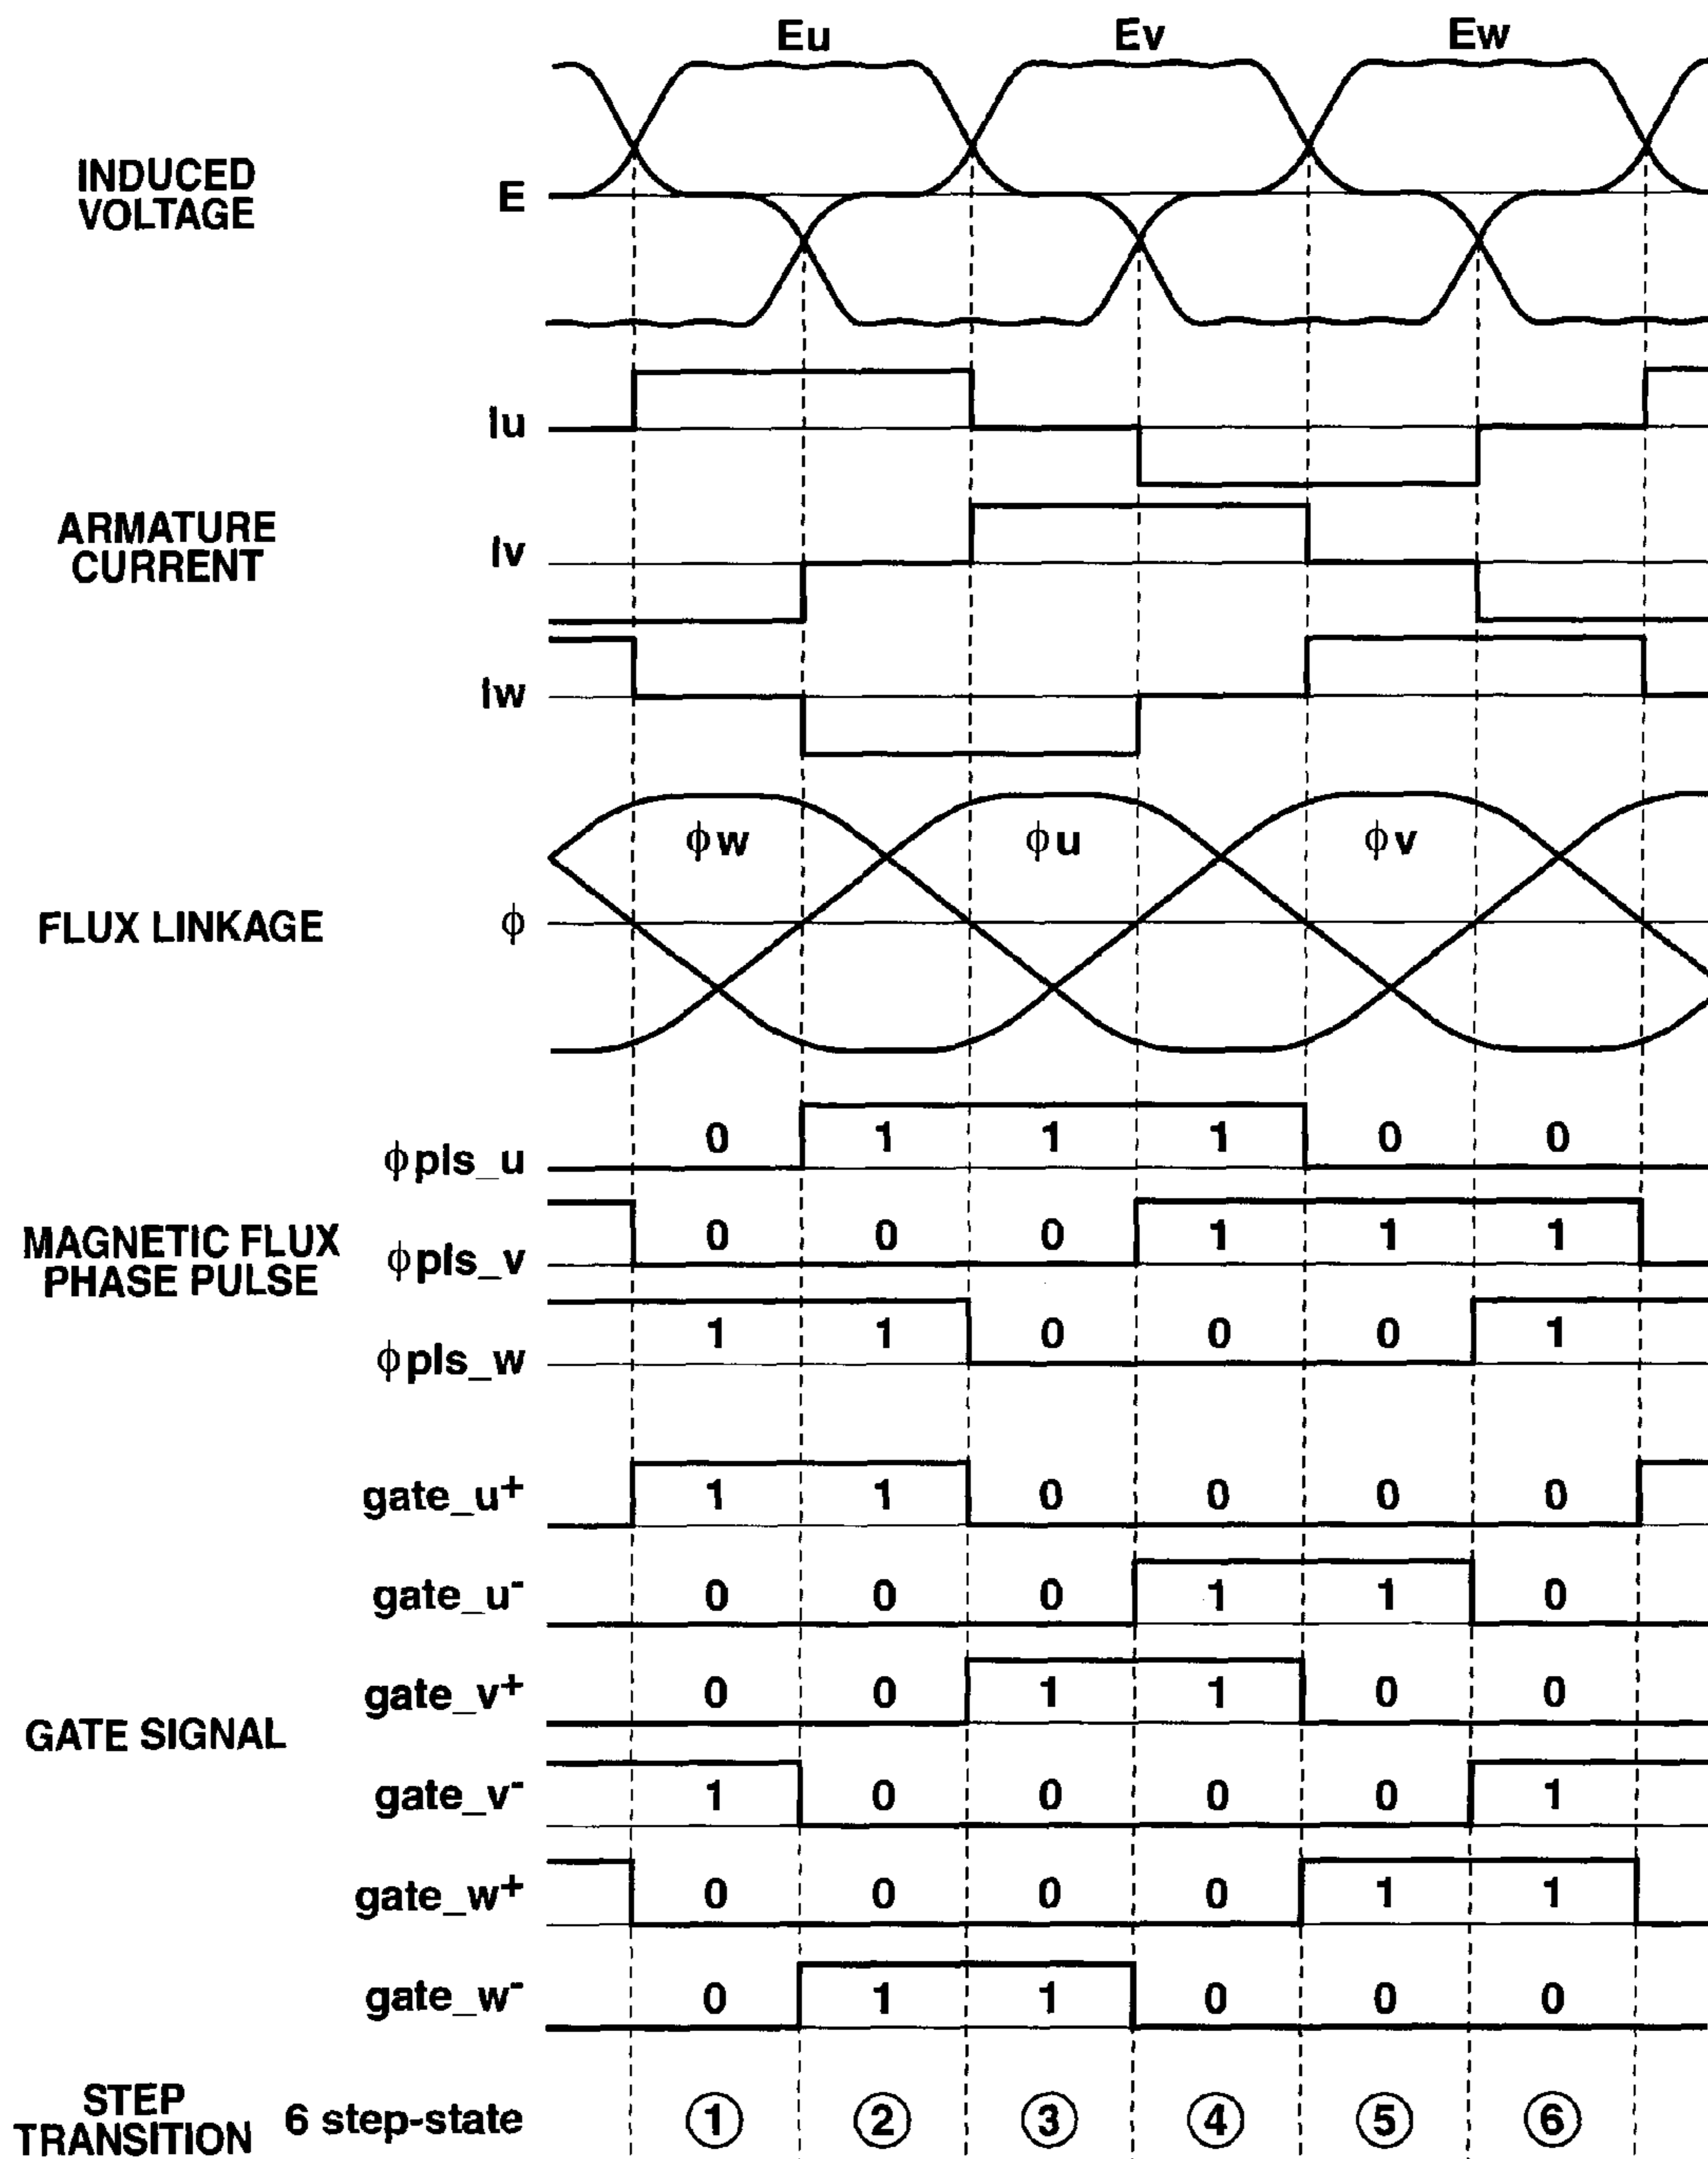 Eu Ev Ew
INDUCED
VOLTAGE
E
Iu
ARMATURE
CURRENT
Iv
Iw
ϕw ϕu ϕv
FLUX LINKAGE
ϕ
ϕpls_u 0 1 1 1 0 0
MAGNETIC FLUX
PHASE PULSE
ϕpls_v 0 0 0 1 1 1
ϕpls_w 1 1 0 0 0 1
gate_u+ 1 1 0 0 0 0
gate_u- 0 0 0 1 1 0
gate_v+ 0 0 1 1 0 0
GATE SIGNAL
gate_v- 1 0 0 0 0 1
gate_w+ 0 0 0 0 1 1
gate_w- 0 1 1 0 0 0
STEP
TRANSITION
6 step-state ① ② ③ ④ ⑤ ⑥